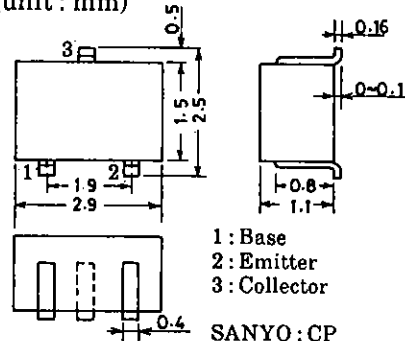 unit : mm)
0.5
3
0.16
1.5
2.5
0~0.1
1
2
1.9
2.9
0.8
1.1
1 : Base
2 : Emitter
3 : Collector
0.4
SANYO : CP